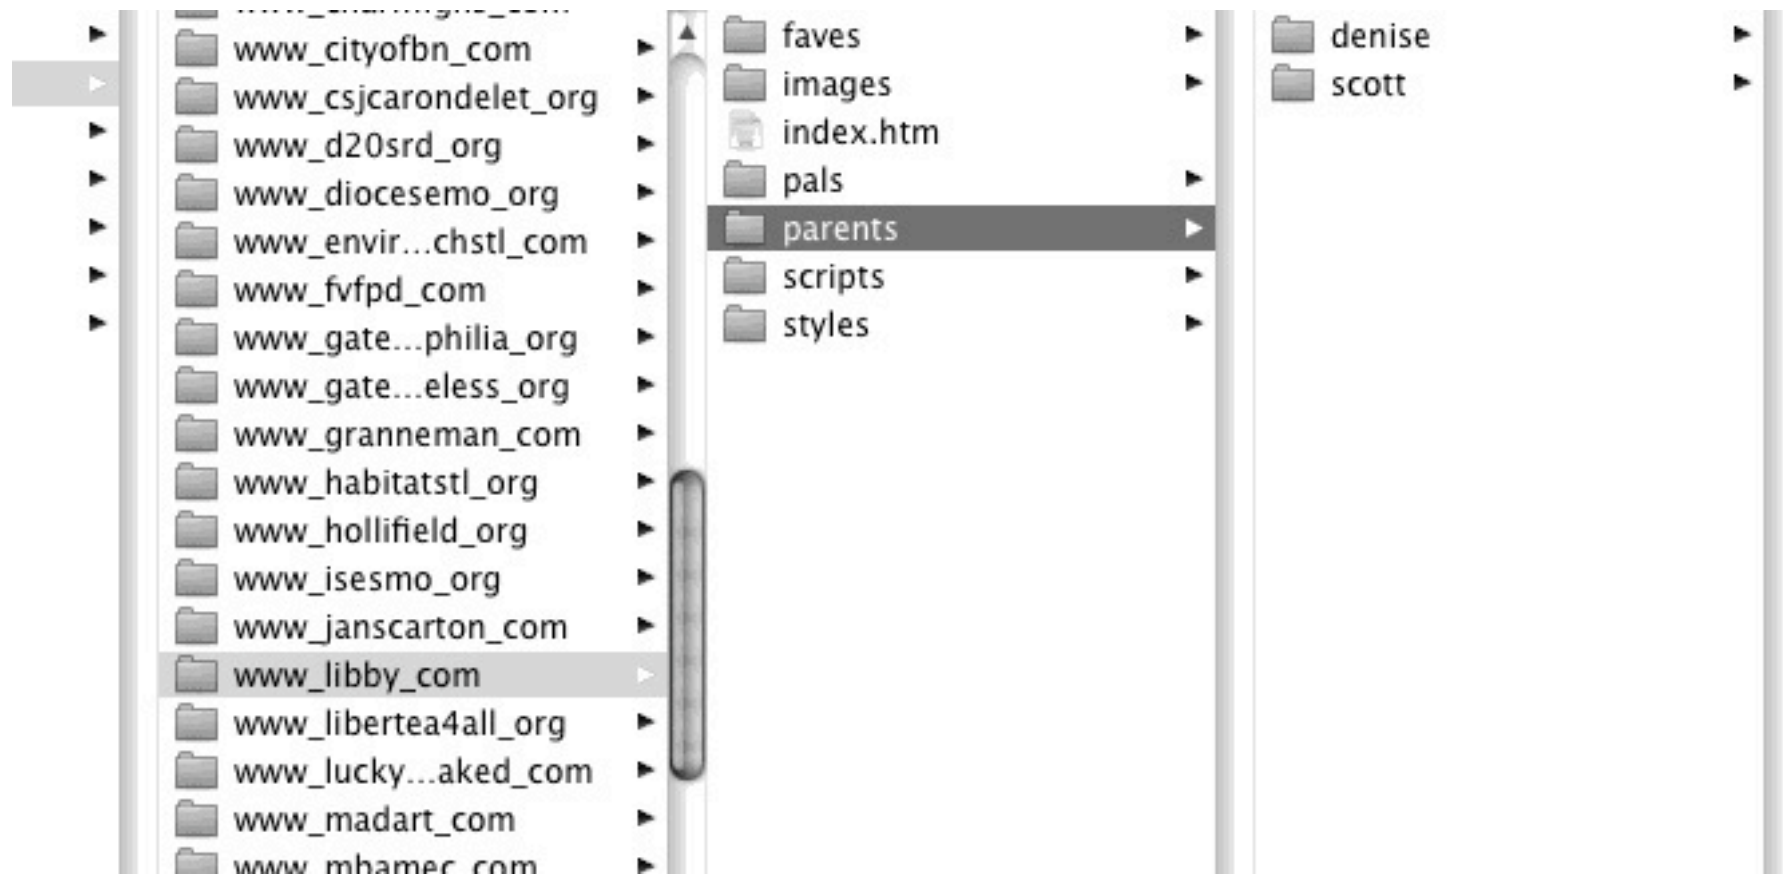 www_cityofbn_com
www_csjcarondelet_org
www_d20srd_org
www_diocesemo_org
www_envir...chstl_com
www_fvfpd_com
www_gate...philia_org
www_gate...eless_org
www_granneman_com
www_habitatstl_org
www_hollifield_org
www_isesmo_org
www_janscarton_com
www_libby_com
www_libertea4all_org
www_lucky...aked_com
www_madart_com
www_mbamec_com
faves
images
index.htm
pals
parents
scripts
styles
denise
scott